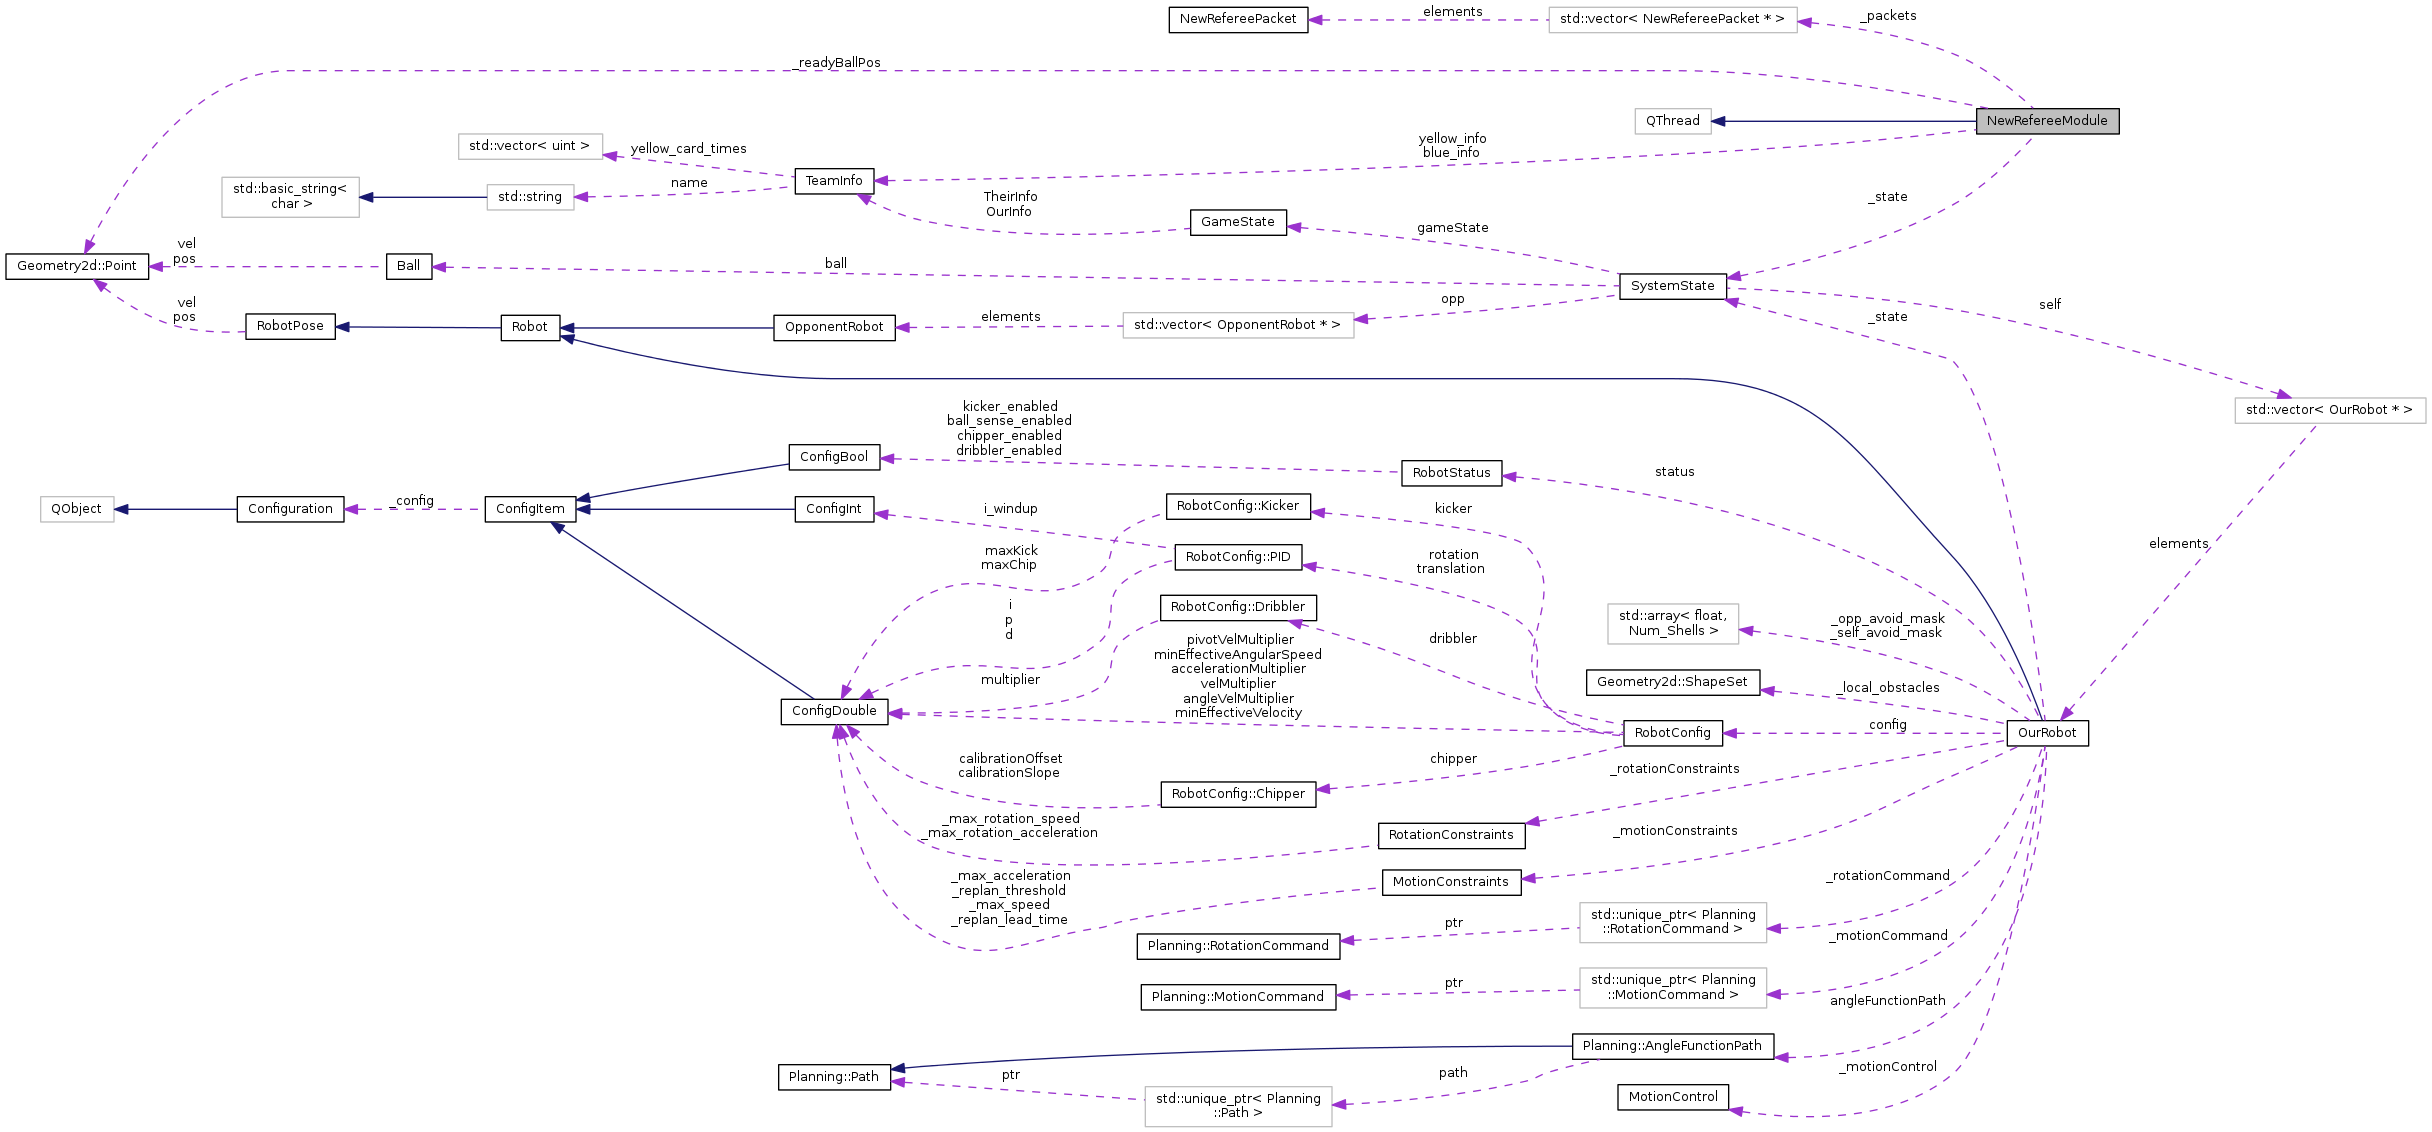 NewRefereePacket
elements
std::vector< NewRefereePacket * >
_packets
_readyBallPos
QThread
NewRefereeModule
std::vector< uint >
yellow_card_times
yellow_info
blue_info
std::basic_string<
char >
std::string
name
TeamInfo
TheirInfo
OurInfo
GameState
gameState
_state
Geometry2d::Point
vel
pos
Ball
ball
SystemState
self
vel
pos
RobotPose
Robot
OpponentRobot
elements
std::vector< OpponentRobot * >
opp
_state
std::vector< OurRobot * >
kicker_enabled
ball_sense_enabled
chipper_enabled
dribbler_enabled
ConfigBool
RobotStatus
status
QObject
Configuration
_config
ConfigItem
ConfigInt
i_windup
RobotConfig::Kicker
kicker
elements
maxKick
maxChip
RobotConfig::PID
rotation
translation
i
p
d
RobotConfig::Dribbler
dribbler
std::array< float,
Num_Shells >
_opp_avoid_mask
_self_avoid_mask
multiplier
pivotVelMultiplier
minEffectiveAngularSpeed
accelerationMultiplier
velMultiplier
angleVelMultiplier
minEffectiveVelocity
Geometry2d::ShapeSet
_local_obstacles
ConfigDouble
RobotConfig
config
OurRobot
calibrationOffset
calibrationSlope
RobotConfig::Chipper
chipper
_rotationConstraints
_max_rotation_speed
_max_rotation_acceleration
RotationConstraints
_motionConstraints
_max_acceleration
_replan_threshold
_max_speed
_replan_lead_time
MotionConstraints
_rotationCommand
Planning::RotationCommand
ptr
std::unique_ptr< Planning
::RotationCommand >
_motionCommand
Planning::MotionCommand
ptr
std::unique_ptr< Planning
::MotionCommand >
angleFunctionPath
Planning::AngleFunctionPath
Planning::Path
ptr
path
_motionControl
std::unique_ptr< Planning
::Path >
MotionControl